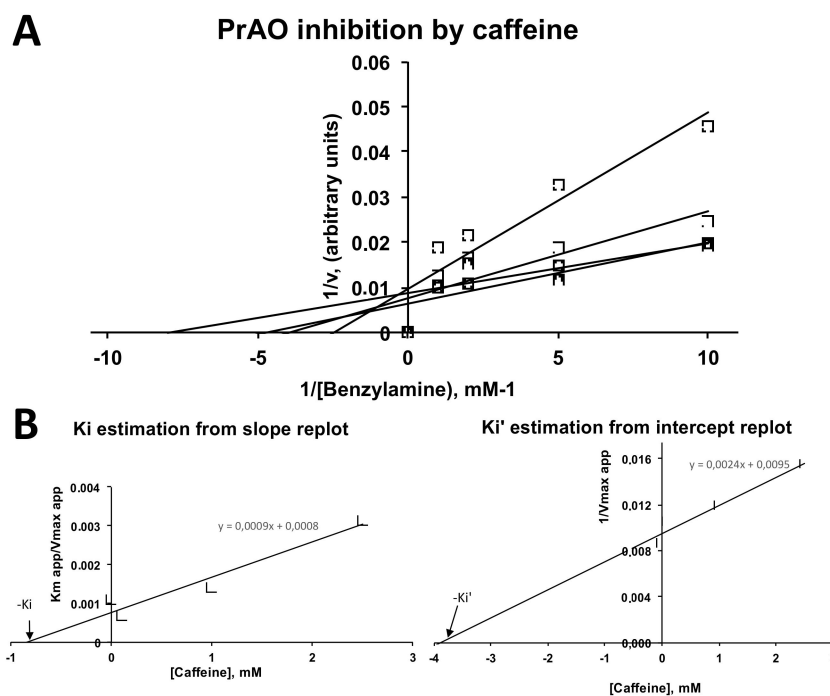 A
PrAO inhibition by caffeine
0.06
0.05
0.04
0.03
0.02
0.01
0
1/v, (arbitrary units)
-10
-5
0
5
10
1/[Benzylamine), mM-1
B
Ki estimation from slope replot
0.004
0.003
0.002
0.001
0
Km app/Vmax app
y = 0,0009x + 0,0008
-Ki
-1
0
1
2
3
[Caffeine], mM
Ki' estimation from intercept replot
0,016
0,012
0,008
0,004
0,000
1/Vmax app
y = 0,0024x + 0,0095
-Ki'
-4
-3
-2
-1
0
1
2
[Caffeine], mM